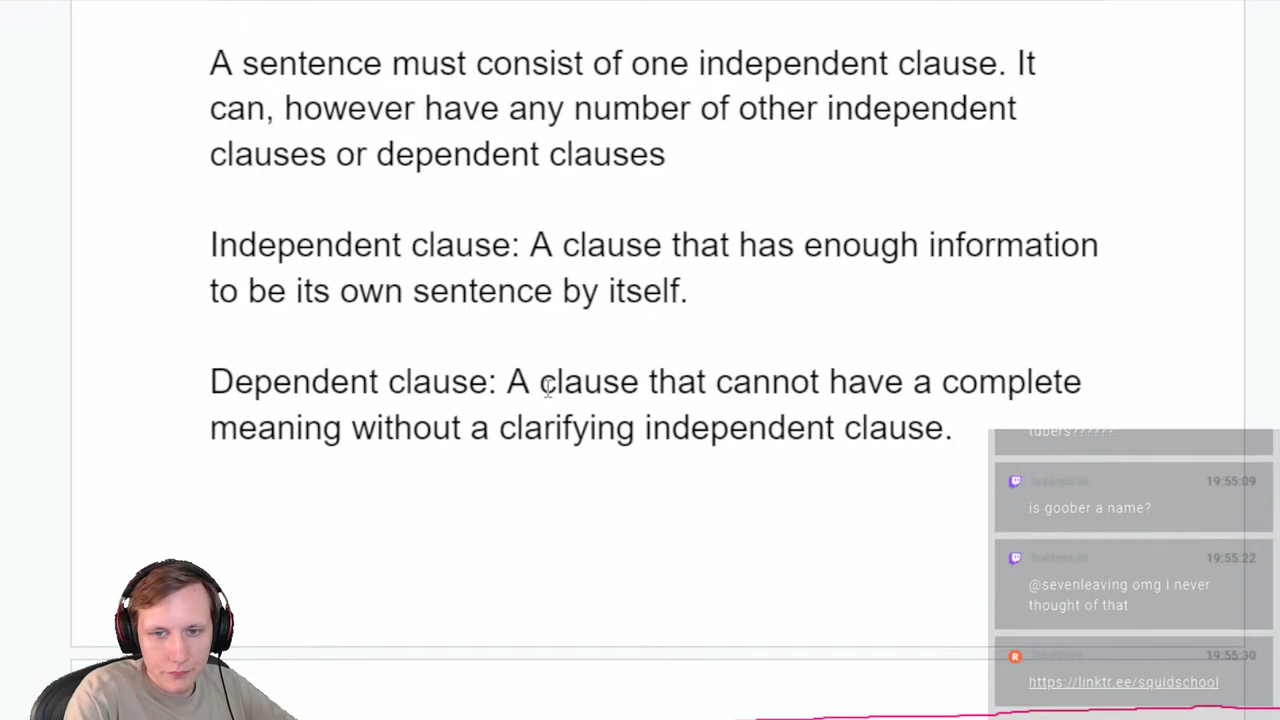 A sentence must consist of one independent clause. It
can, however have any number of other independent
clauses or dependent clauses
Independent clause: A clause that has enough information
to be its own sentence by itself.
Dependent clause: A clause that cannot have a complete
meaning without a clarifying independent clause.
tubers??????
19:55:09
is goober a name?
19:55:22
@sevenleaving omg I never
thought of that
R 19:55:30
https://linktr.ee/squidschool